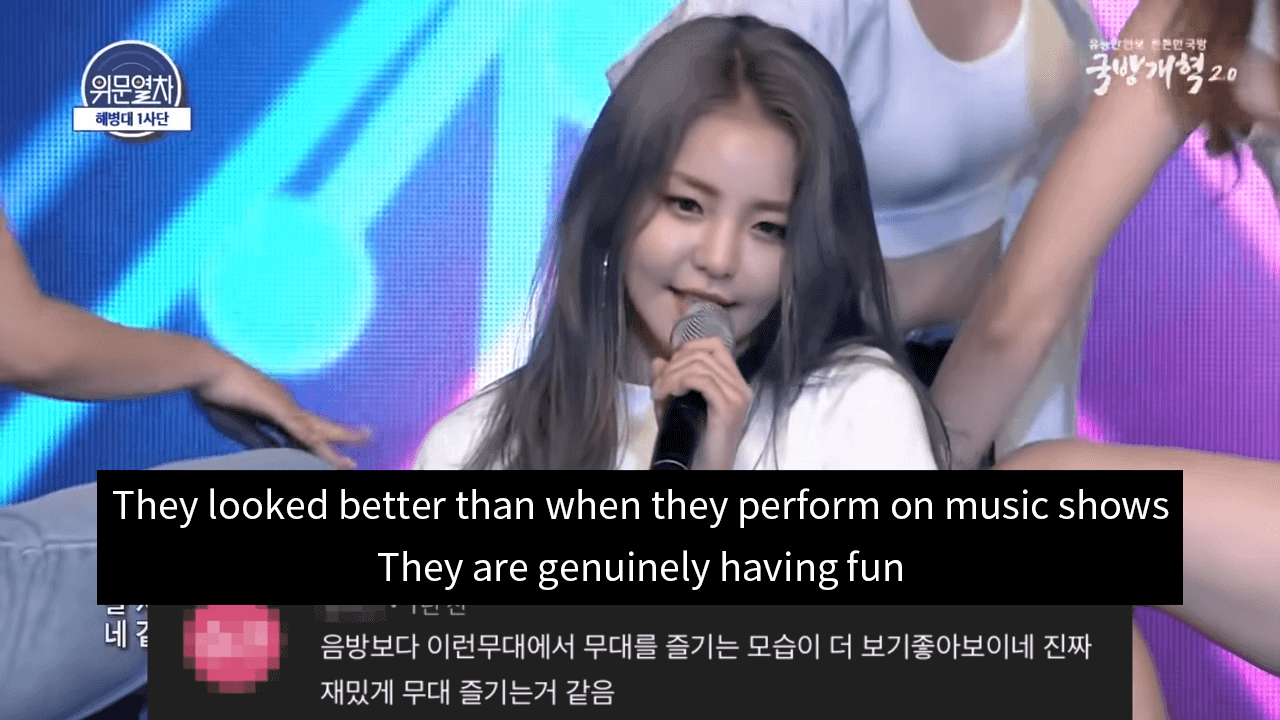 위문열차
해병대 1사단
국방개혁 2.0
They looked better than when they perform on music shows
They are genuinely having fun
네
음방보다 이런무대에서 무대를 즐기는 모습이 더 보기좋아보이네 진짜
재밌게 무대 즐기는거 같음